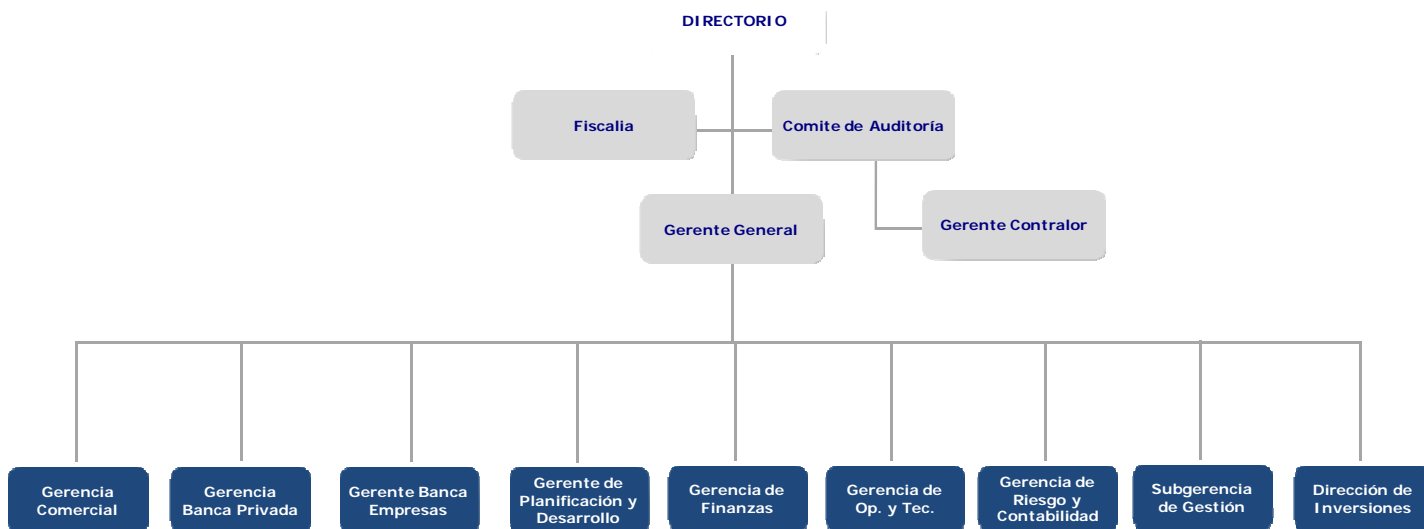 DIRECTORIO
Fiscalia
Comite de Auditoría
Gerente General
Gerente Contralor
Gerencia
Comercial
Gerencia
Banca Privada
Gerente Banca
Empresas
Gerente de
Planificación y
Desarrollo
Gerencia de
Finanzas
Gerencia de
Op. y Tec.
Gerencia de
Riesgo y
Contabilidad
Subgerencia
de Gestión
Dirección de
Inversiones